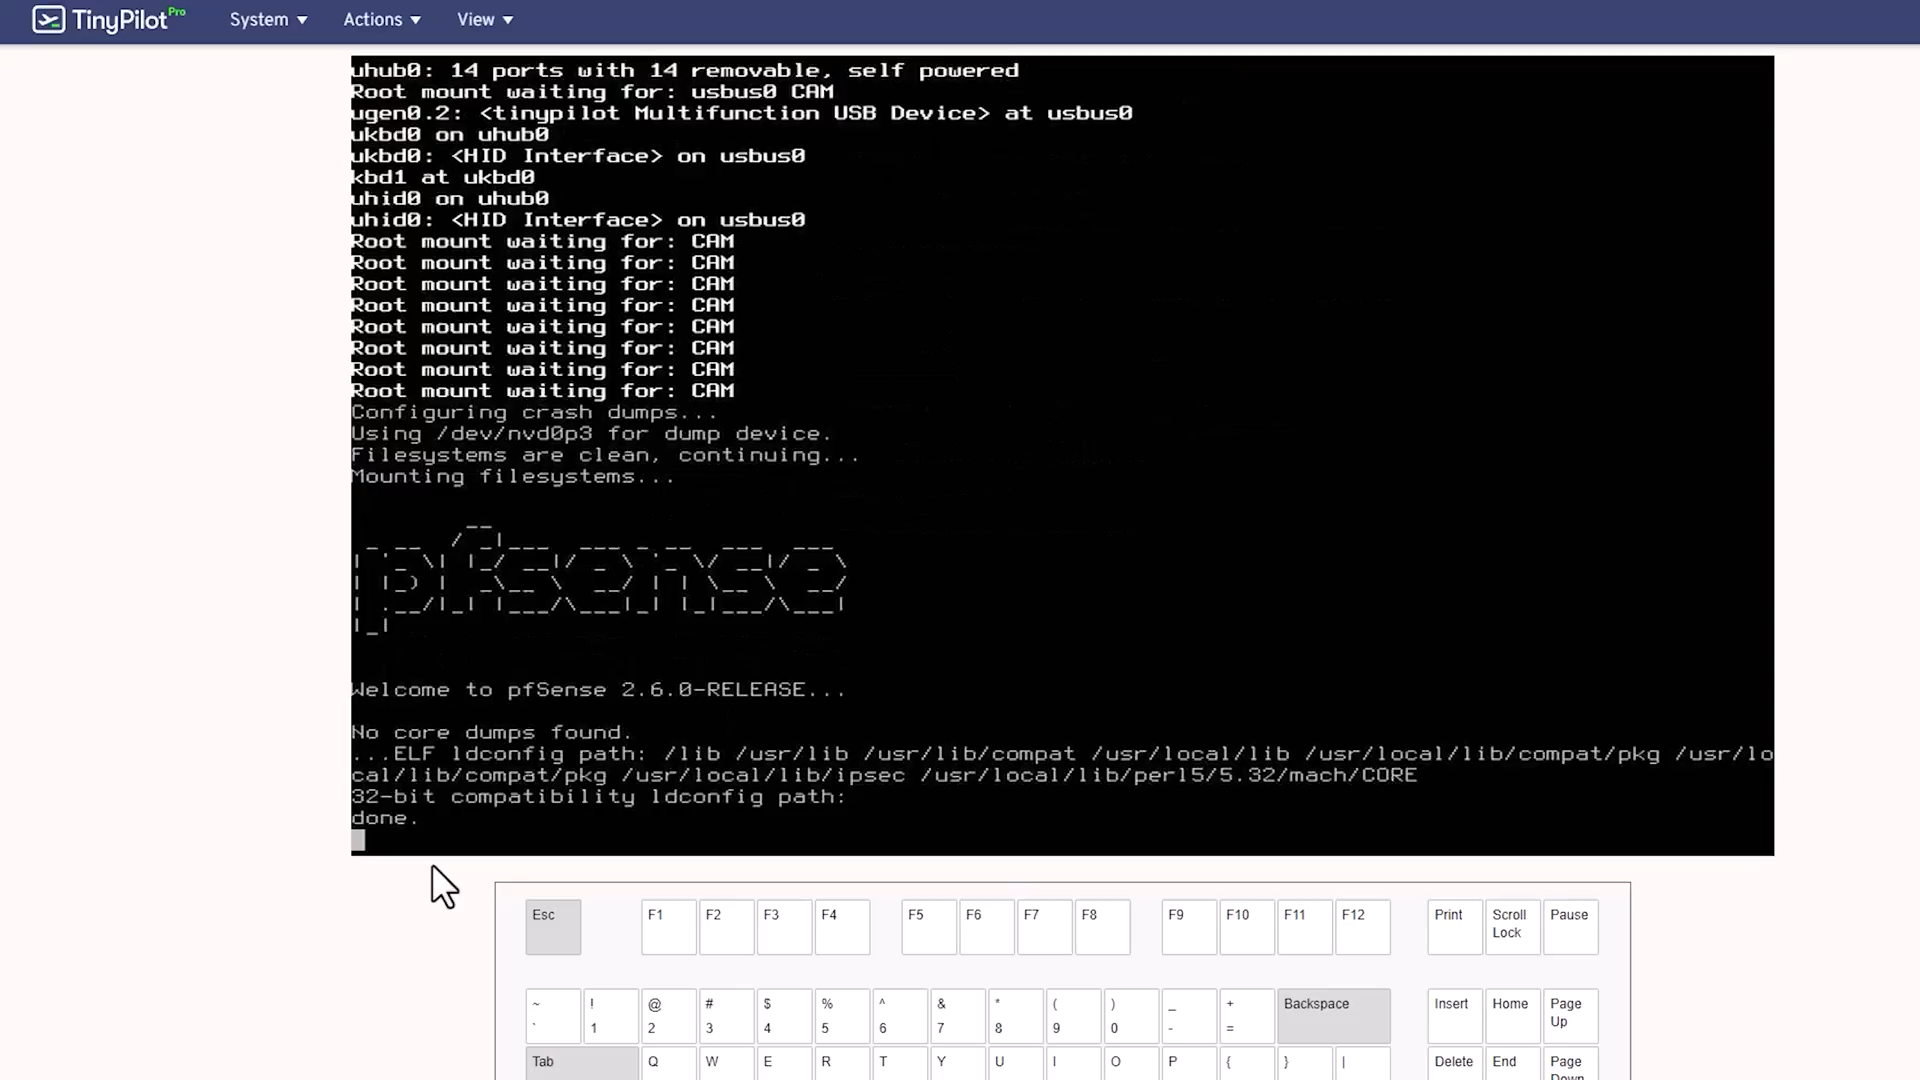 TinyPilot Pro
System
Actions
View
uhub0: 14 ports with 14 removable, self powered
Root mount waiting for: usbus0 CAM
ugen0.2: <tinypilot Multifunction USB Device> at usbus0
ukbd0 on uhub0
ukbd0: <HID Interface> on usbus0
kbd1 at ukbd0
uhid0 on uhub0
uhid0: <HID Interface> on usbus0
Root mount waiting for: CAM
Root mount waiting for: CAM
Root mount waiting for: CAM
Root mount waiting for: CAM
Root mount waiting for: CAM
Root mount waiting for: CAM
Root mount waiting for: CAM
Root mount waiting for: CAM
Configuring crash dumps...
Using /dev/nvd0p3 for dump device.
Filesystems are clean, continuing...
Mounting filesystems...
pfsense
Welcome to pfSense 2.6.0-RELEASE...
No core dumps found.
...ELF ldconfig path: /lib /usr/lib /usr/lib/compat /usr/local/lib /usr/local/lib/compat/pkg /usr/lo
cal/lib/compat/pkg /usr/local/lib/ipsec /usr/local/lib/perl5/5.32/mach/CORE
32-bit compatibility ldconfig path:
done.
Esc F1 F2 F3 F4 F5 F6 F7 F8 F9 F10 F11 F12 Print Scroll Lock Pause
~ ! @ # $ % ^ & * ( ) _ + Backspace Insert Home Page Up
` 1 2 3 4 5 6 7 8 9 0 - =
Tab Q W E R T Y U I O P { } | Delete End Page Down